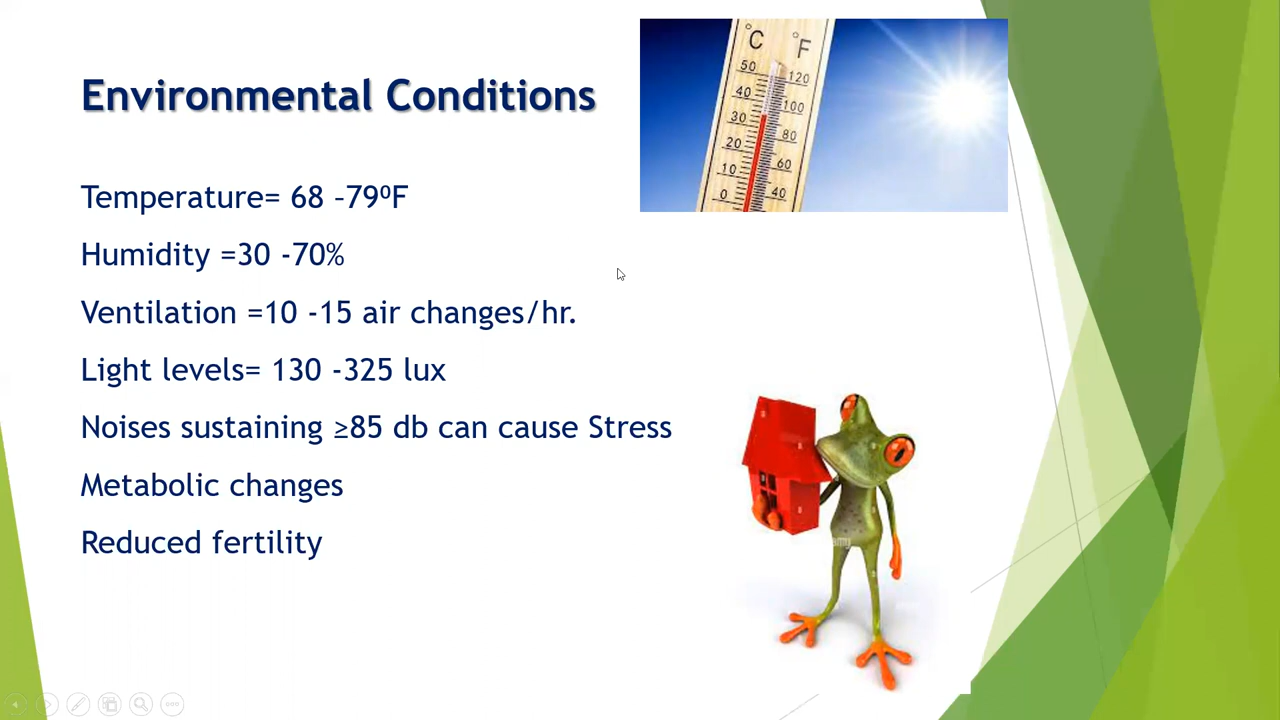 Environmental Conditions
Temperature= 68 –79⁰F
Humidity =30 -70%
Ventilation =10 -15 air changes/hr.
Light levels= 130 -325 lux
Noises sustaining ≥85 db can cause Stress
Metabolic changes
Reduced fertility
°C °F
50 120
40 100
30 80
20 60
10 40
0